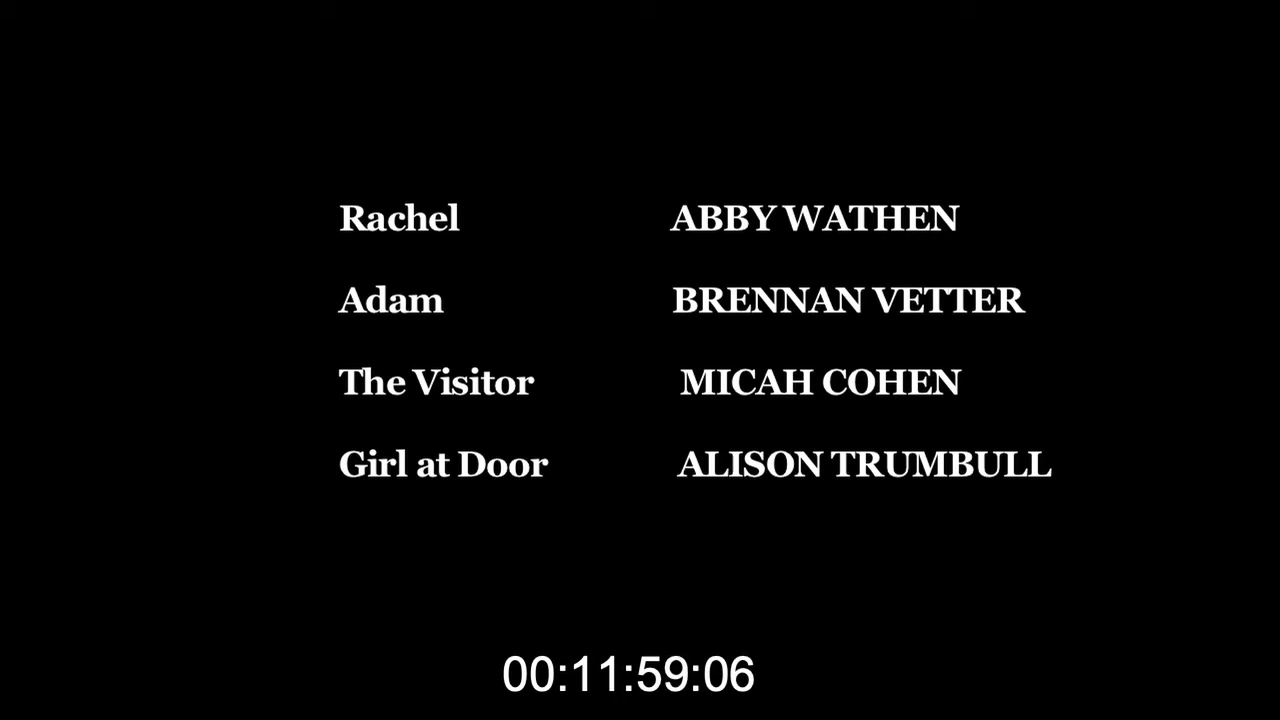 Rachel ABBY WATHEN
Adam BRENNAN VETTER
The Visitor MICAH COHEN
Girl at Door ALISON TRUMBULL
00:11:59:06